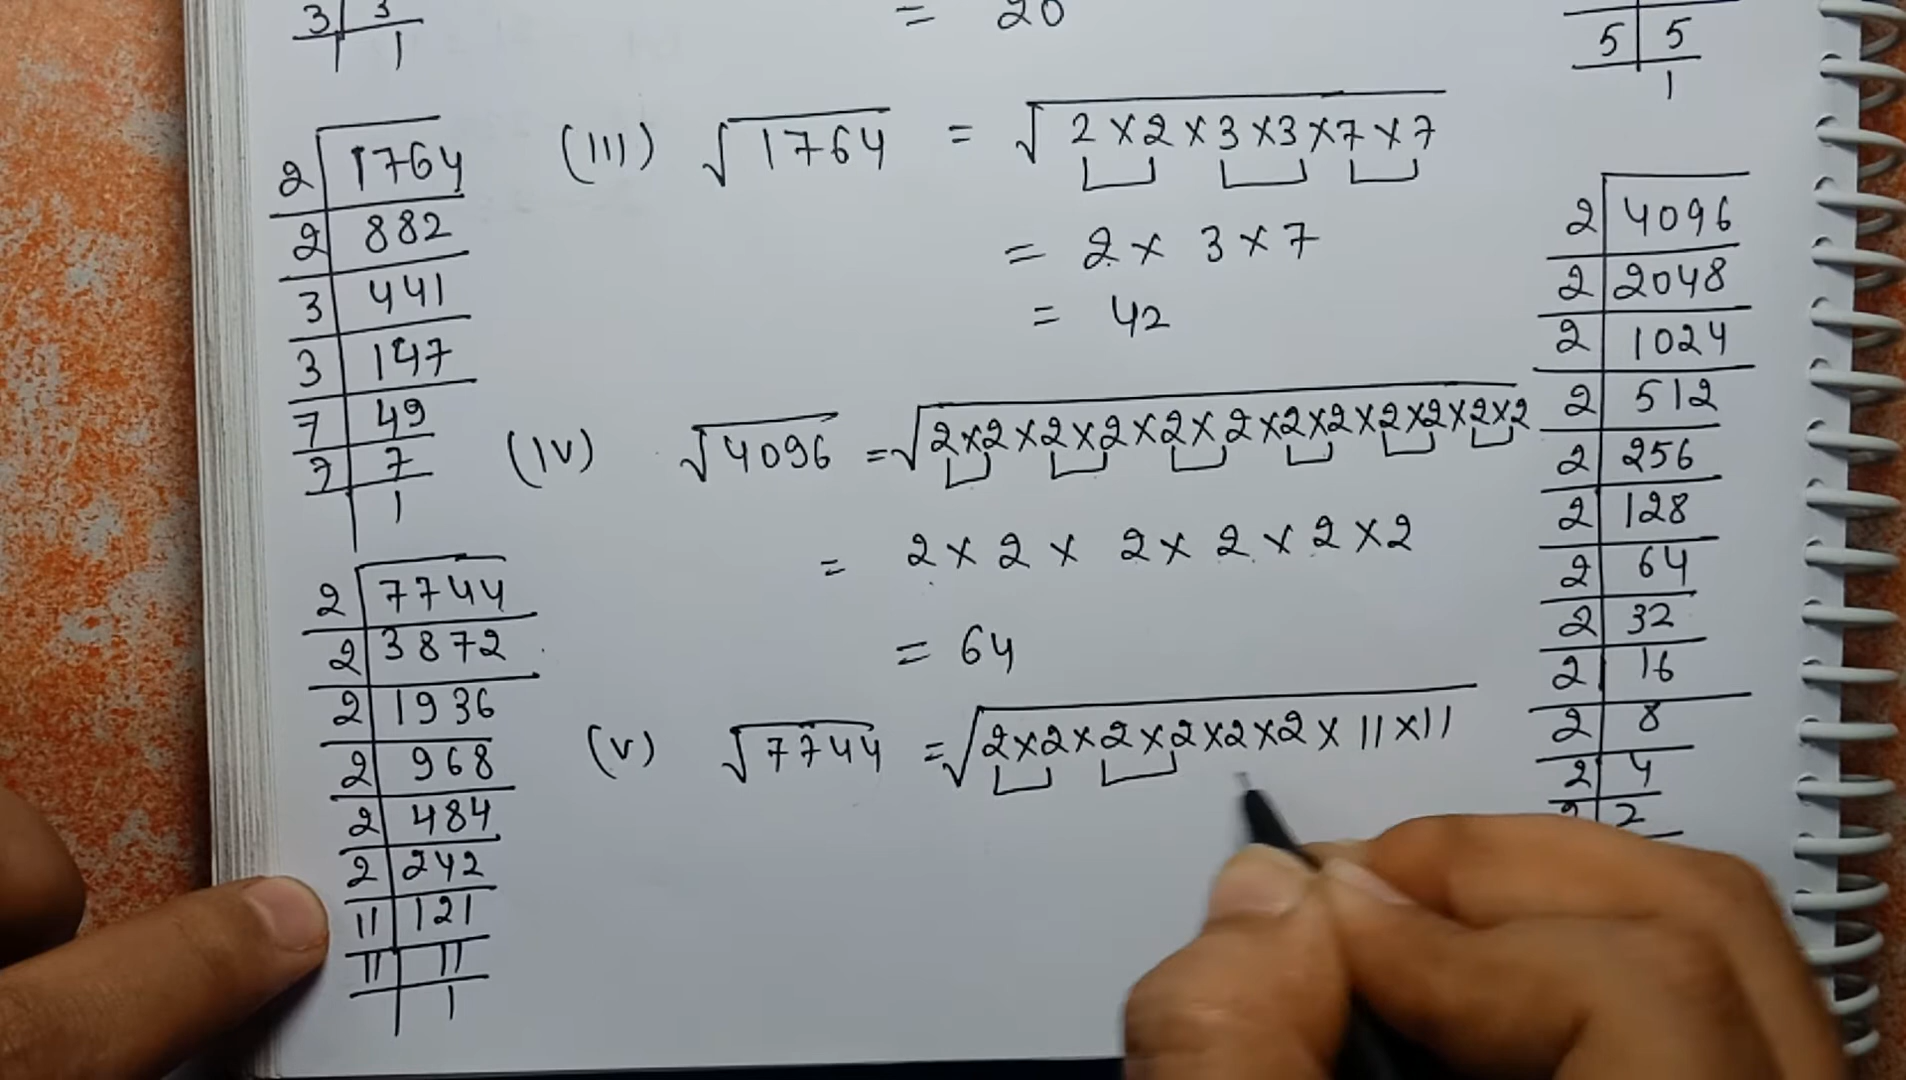 3 | 3
1
= 20
5 | 5
1
2 | 1764
2 | 882
3 | 441
3 | 147
7 | 49
7 | 7
1
(III) √1764 = √2×2×3×3×7×7
= 2 × 3 × 7
= 42
(IV) √4096 = √2×2×2×2×2×2×2×2×2×2×2×2
= 2 × 2 × 2 × 2 × 2 × 2
= 64
2 | 4096
2 | 2048
2 | 1024
2 | 512
2 | 256
2 | 128
2 | 64
2 | 32
2 | 16
2 | 8
2 | 4
2 | 2
2 | 7744
2 | 3872
2 | 1936
2 | 968
2 | 484
2 | 242
11 | 121
11 | 11
1
(V) √7744 = √2×2×2×2×2×2×11×11